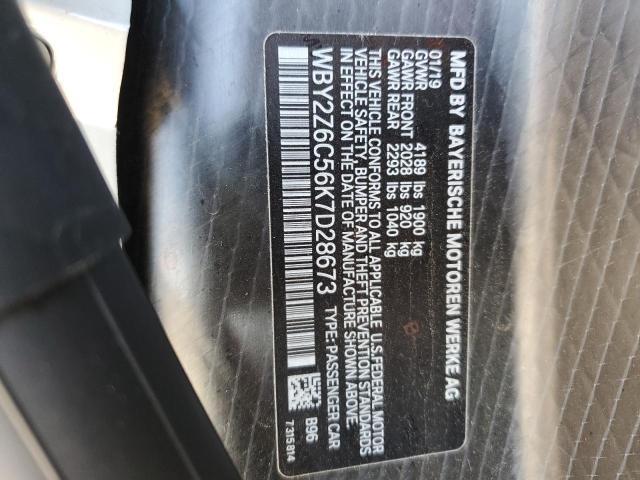 MFD BY BAYERISCHE MOTOREN WERKE AG
01/19
GVWR 4189 lbs 1900 kg
GAWR FRONT 2028 lbs 920 kg
GAWR REAR 2293 lbs 1040 kg
THIS VEHICLE CONFORMS TO ALL APPLICABLE U.S.FEDERAL MOTOR
VEHICLE SAFETY, BUMPER AND THEFT PREVENTION STANDARDS
IN EFFECT ON THE DATE OF MANUFACTURE SHOWN ABOVE.
WBY2Z6C56K7D28673 TYPE:PASSENGER CAR
B96
7315814